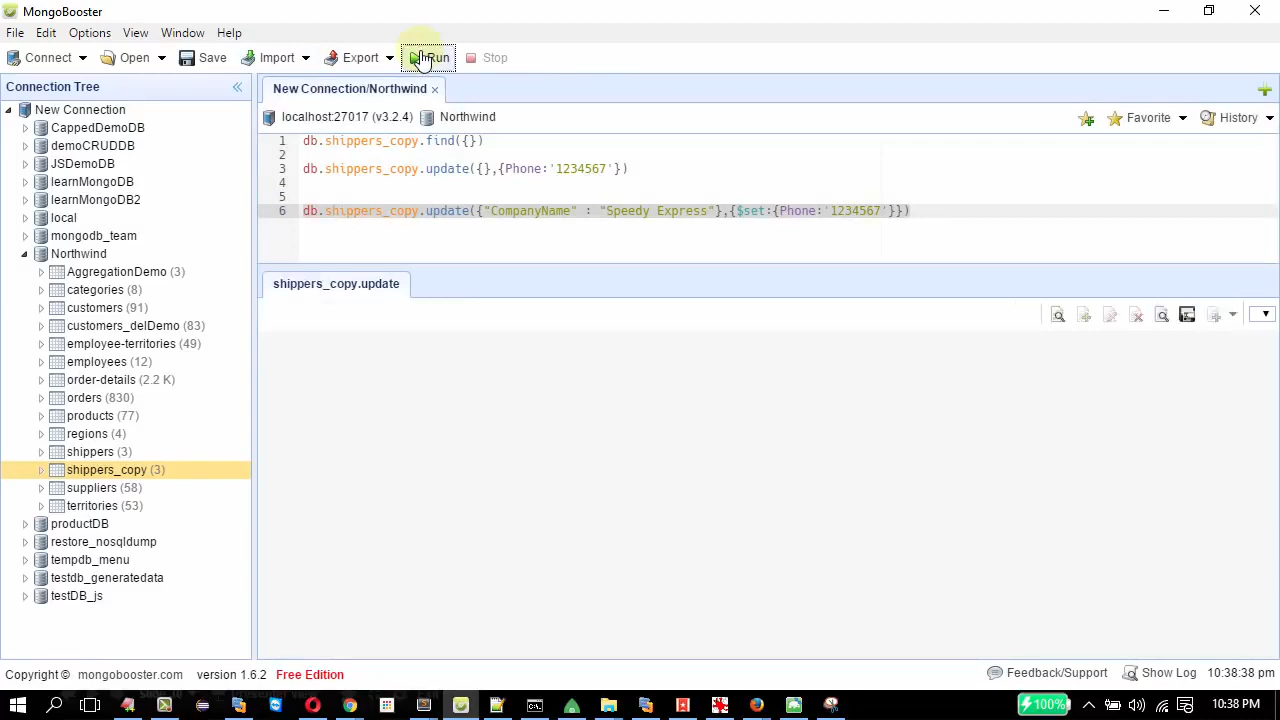 MongoBooster
File Edit Options View Window Help
Connect Open Save Import Export Run Stop
Connection Tree
New Connection/Northwind
New Connection
localhost:27017 (v3.2.4) Northwind
Favorite History
CappedDemoDB
demoCRUDDB
JSDemoDB
learnMongoDB
learnMongoDB2
local
mongodb_team
Northwind
AggregationDemo (3)
categories (8)
customers (91)
customers_delDemo (83)
employee-territories (49)
employees (12)
order-details (2.2 K)
orders (830)
products (77)
regions (4)
shippers (3)
shippers_copy (3)
suppliers (58)
territories (53)
productDB
restore_nosqldump
tempdb_menu
testdb_generatedata
testDB_js
1 db.shippers_copy.find({})
2
3 db.shippers_copy.update({},{Phone:'1234567'})
4
5
6 db.shippers_copy.update({"CompanyName" : "Speedy Express"},{$set:{Phone:'1234567'}})
shippers_copy.update
Copyright © mongobooster.com version 1.6.2 Free Edition
Feedback/Support Show Log 10:38:38 pm
100%
10:38 PM